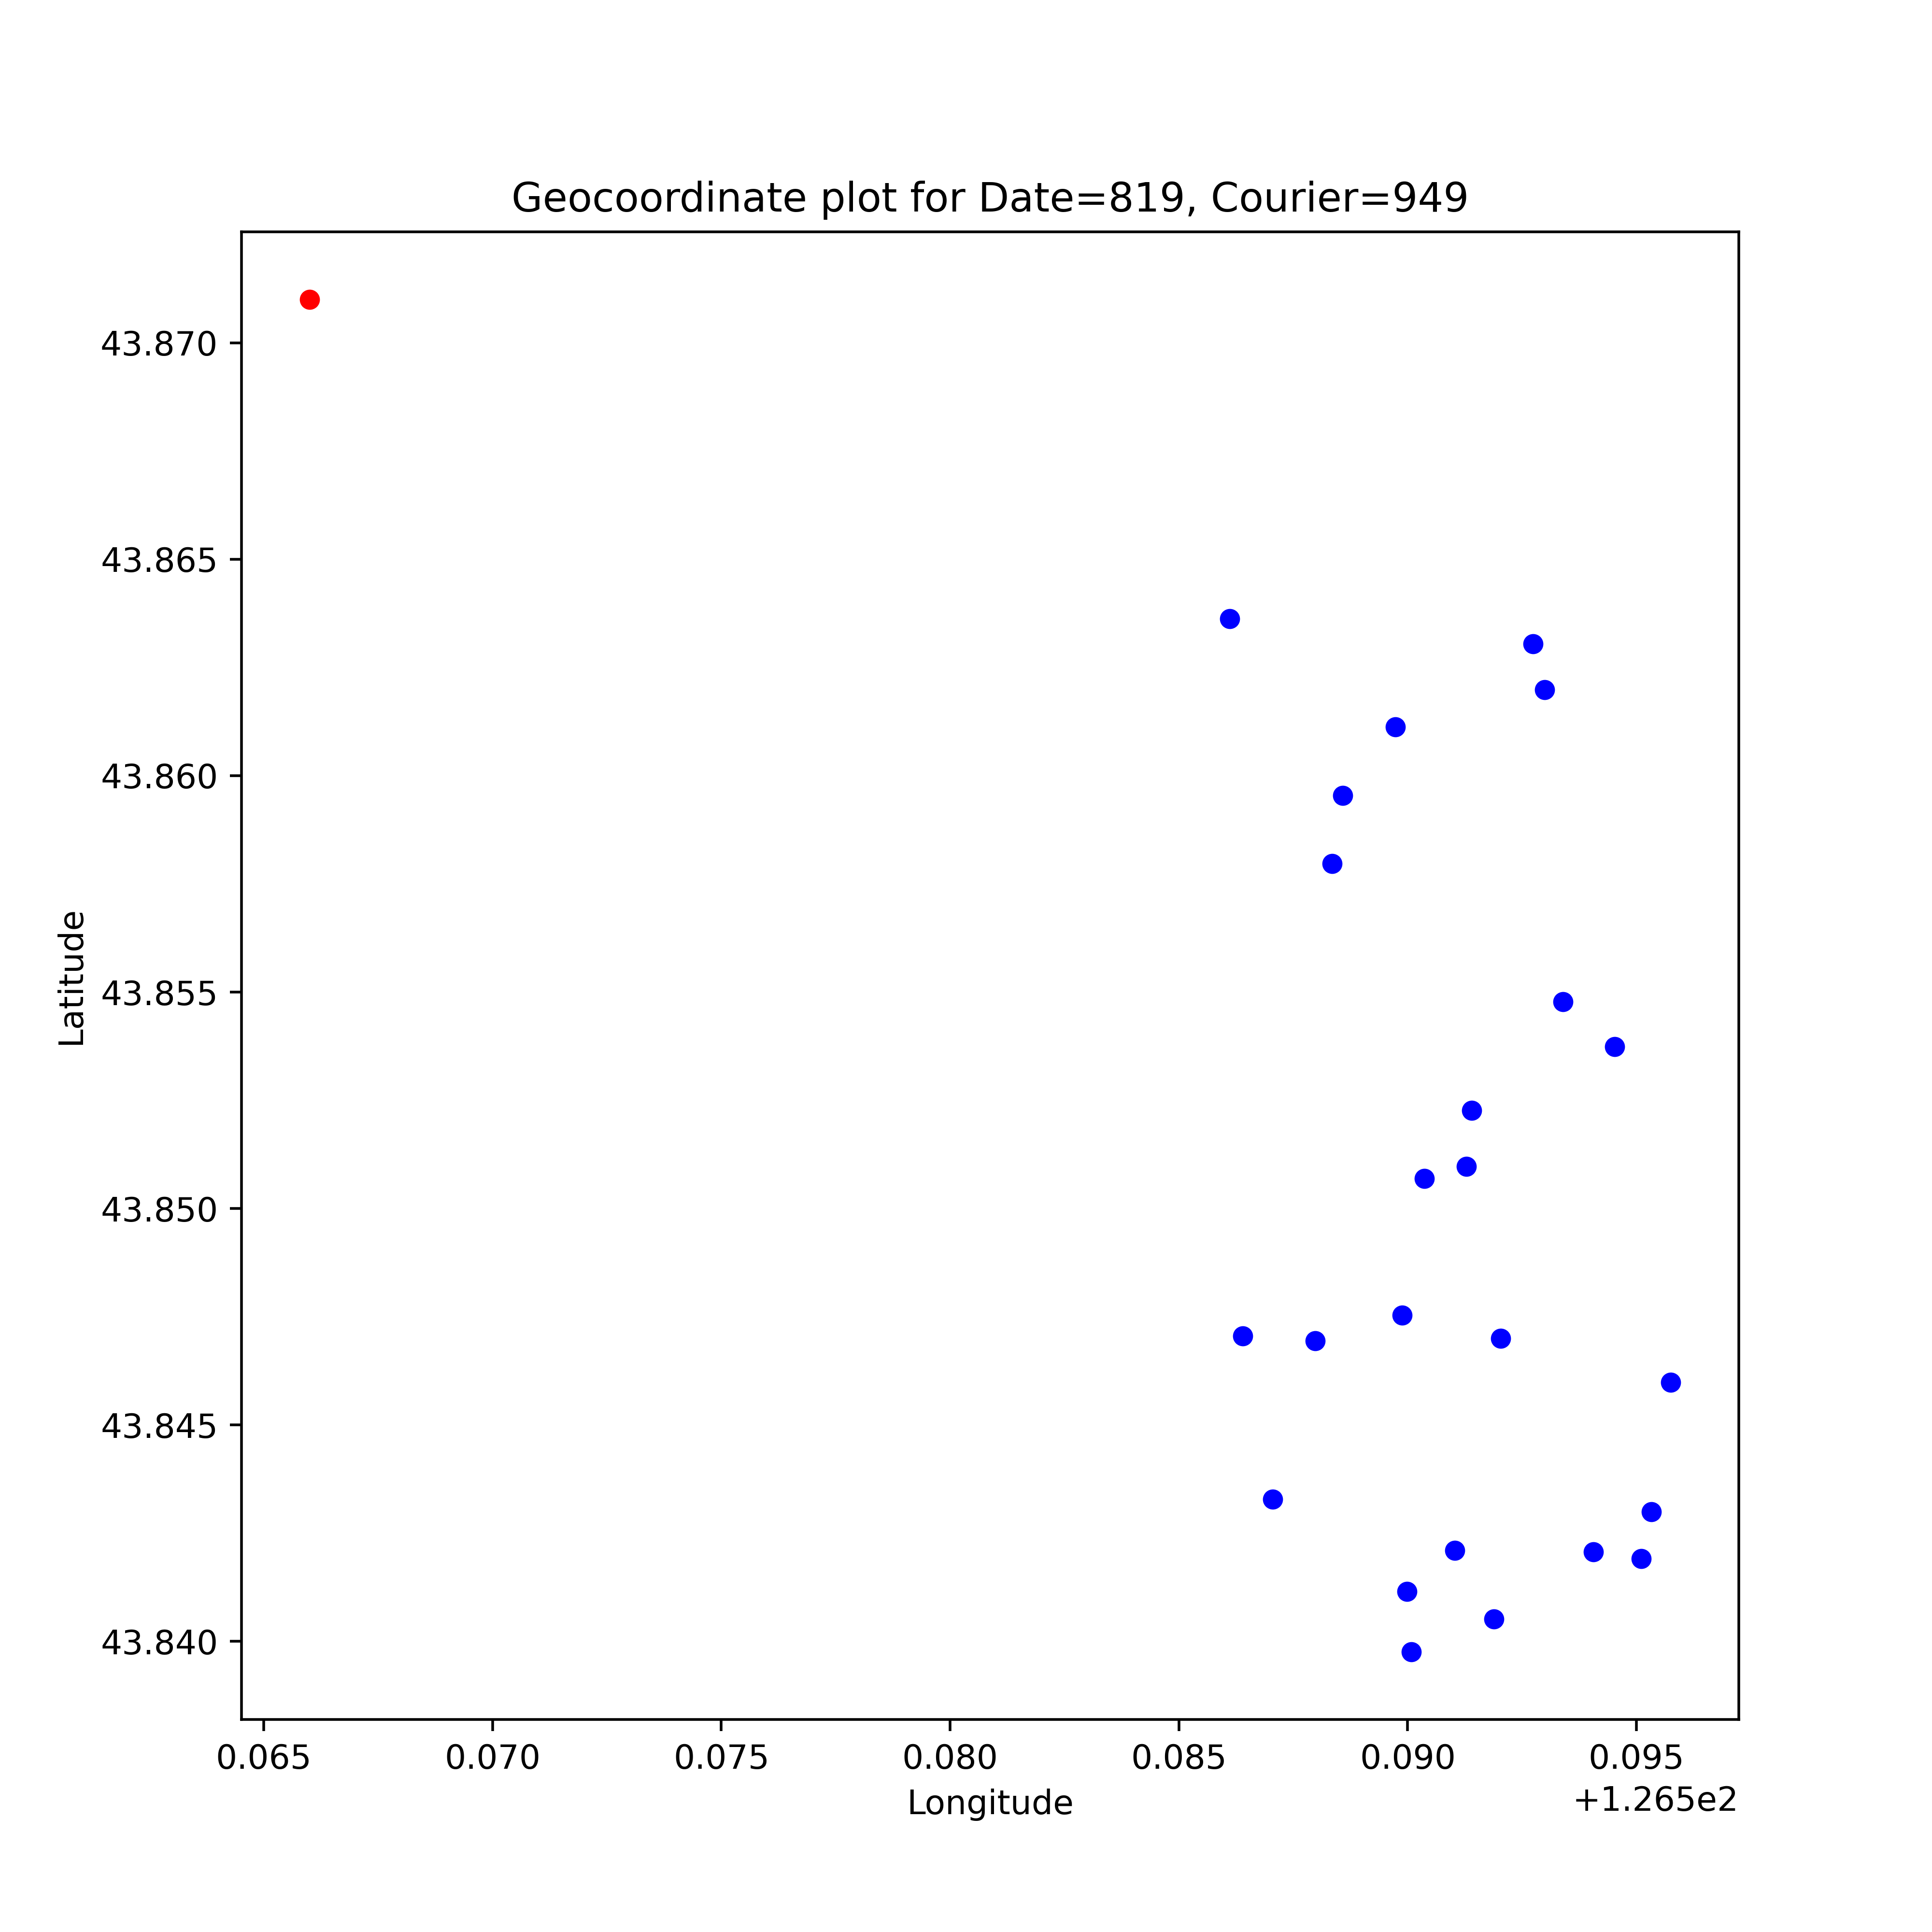 Geocoordinate plot for Date=819, Courier=949
43.870
43.865
43.860
43.855
43.850
43.845
43.840
Latitude
0.065 0.070 0.075 0.080 0.085 0.090 0.095
+1.265e2
Longitude